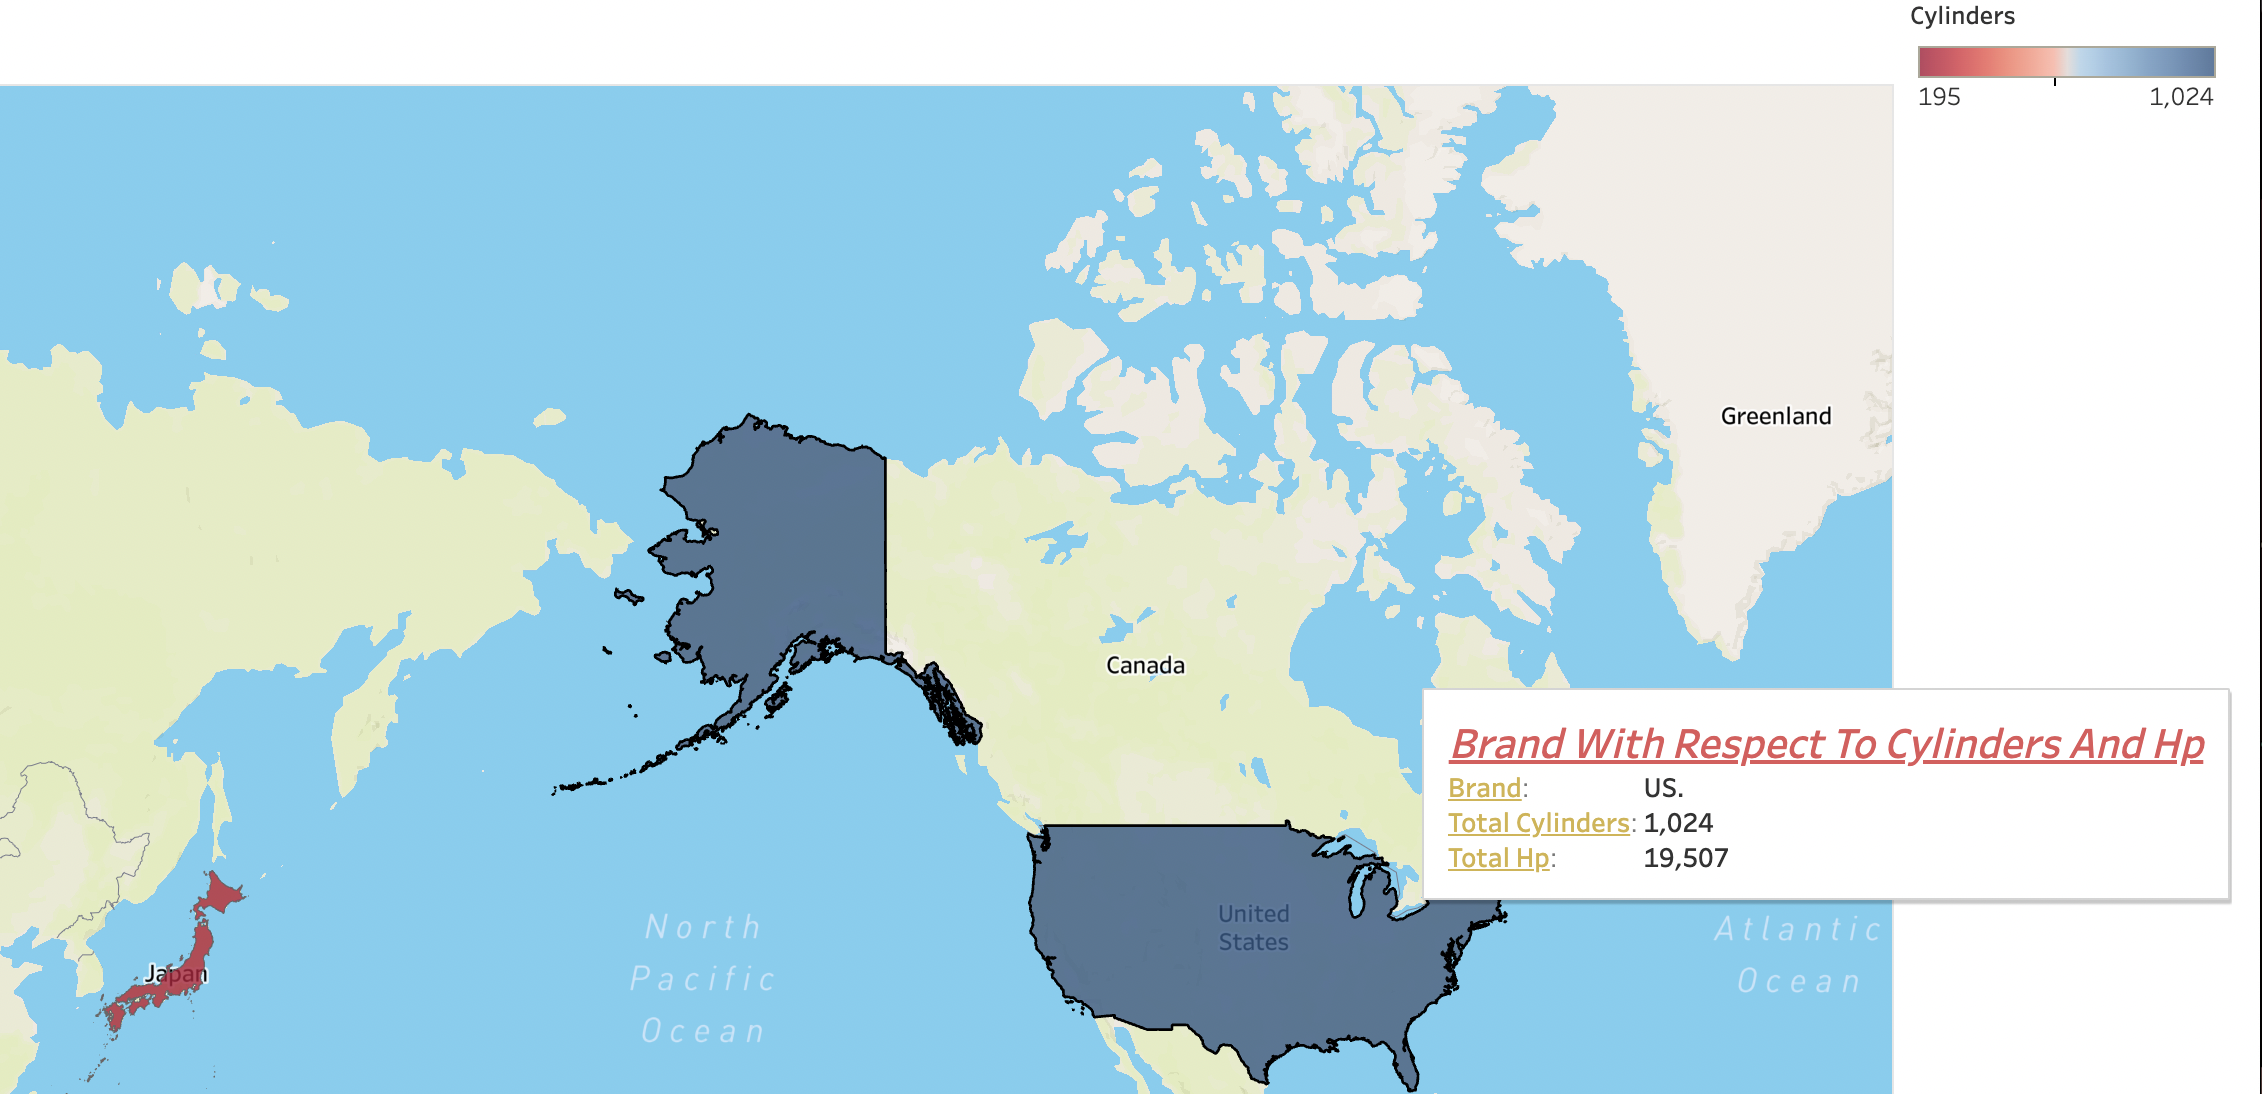 Cylinders
195 1,024
Greenland
Canada
Brand With Respect To Cylinders And Hp
Brand: US.
Total Cylinders: 1,024
Total Hp: 19,507
United
States
North
Pacific
Ocean
Atlantic
Ocean
Japan